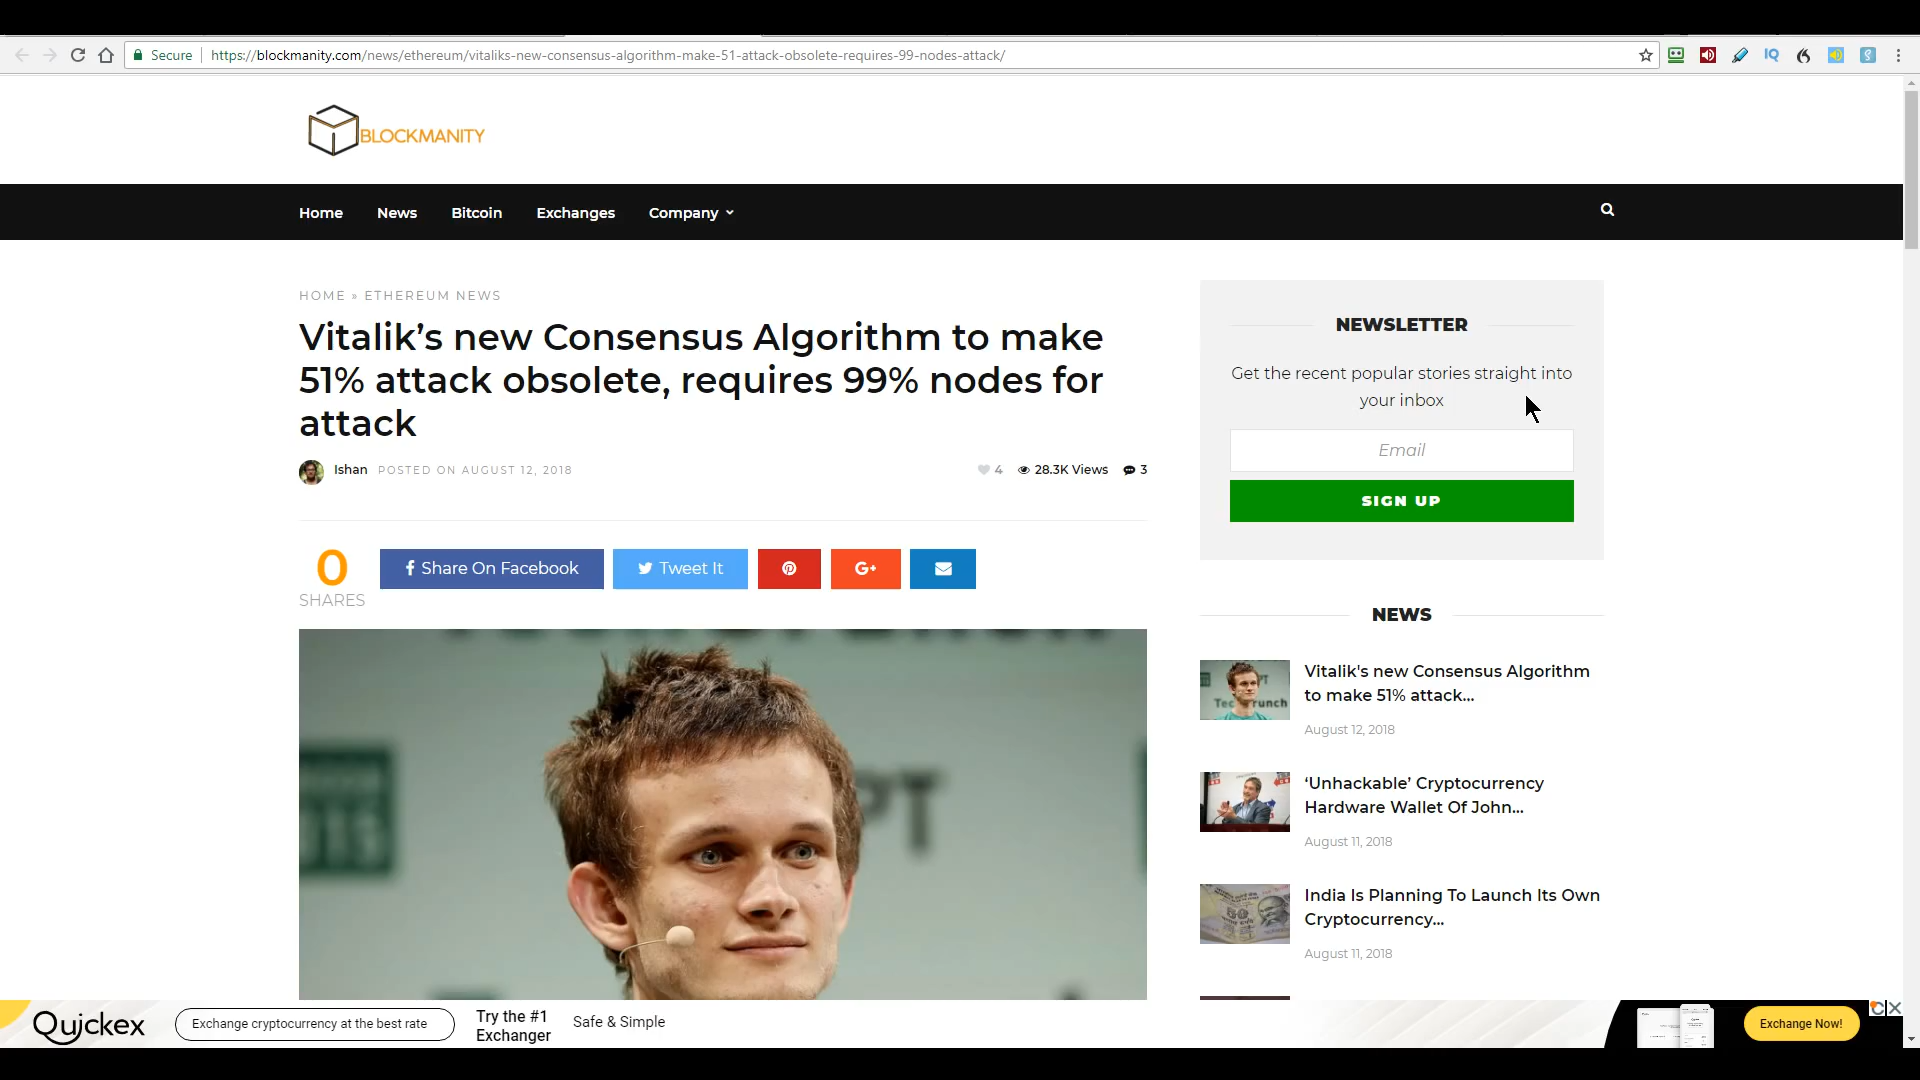 Secure
https://blockmanity.com/news/ethereum/vitaliks-new-consensus-algorithm-make-51-attack-obsolete-requires-99-nodes-attack/
BLOCKMANITY
Home News Bitcoin Exchanges Company
HOME » ETHEREUM NEWS
Vitalik’s new Consensus Algorithm to make
51% attack obsolete, requires 99% nodes for
attack
Ishan POSTED ON AUGUST 12, 2018
4 28.3K Views 3
0
SHARES
Share On Facebook
Tweet It
G+
NEWSLETTER
Get the recent popular stories straight into
your inbox
Email
SIGN UP
NEWS
Vitalik's new Consensus Algorithm
to make 51% attack...
August 12, 2018
‘Unhackable’ Cryptocurrency
Hardware Wallet Of John...
August 11, 2018
India Is Planning To Launch Its Own
Cryptocurrency...
August 11, 2018
Quickex
Exchange cryptocurrency at the best rate
Try the #1
Exchanger
Safe & Simple
Exchange Now!